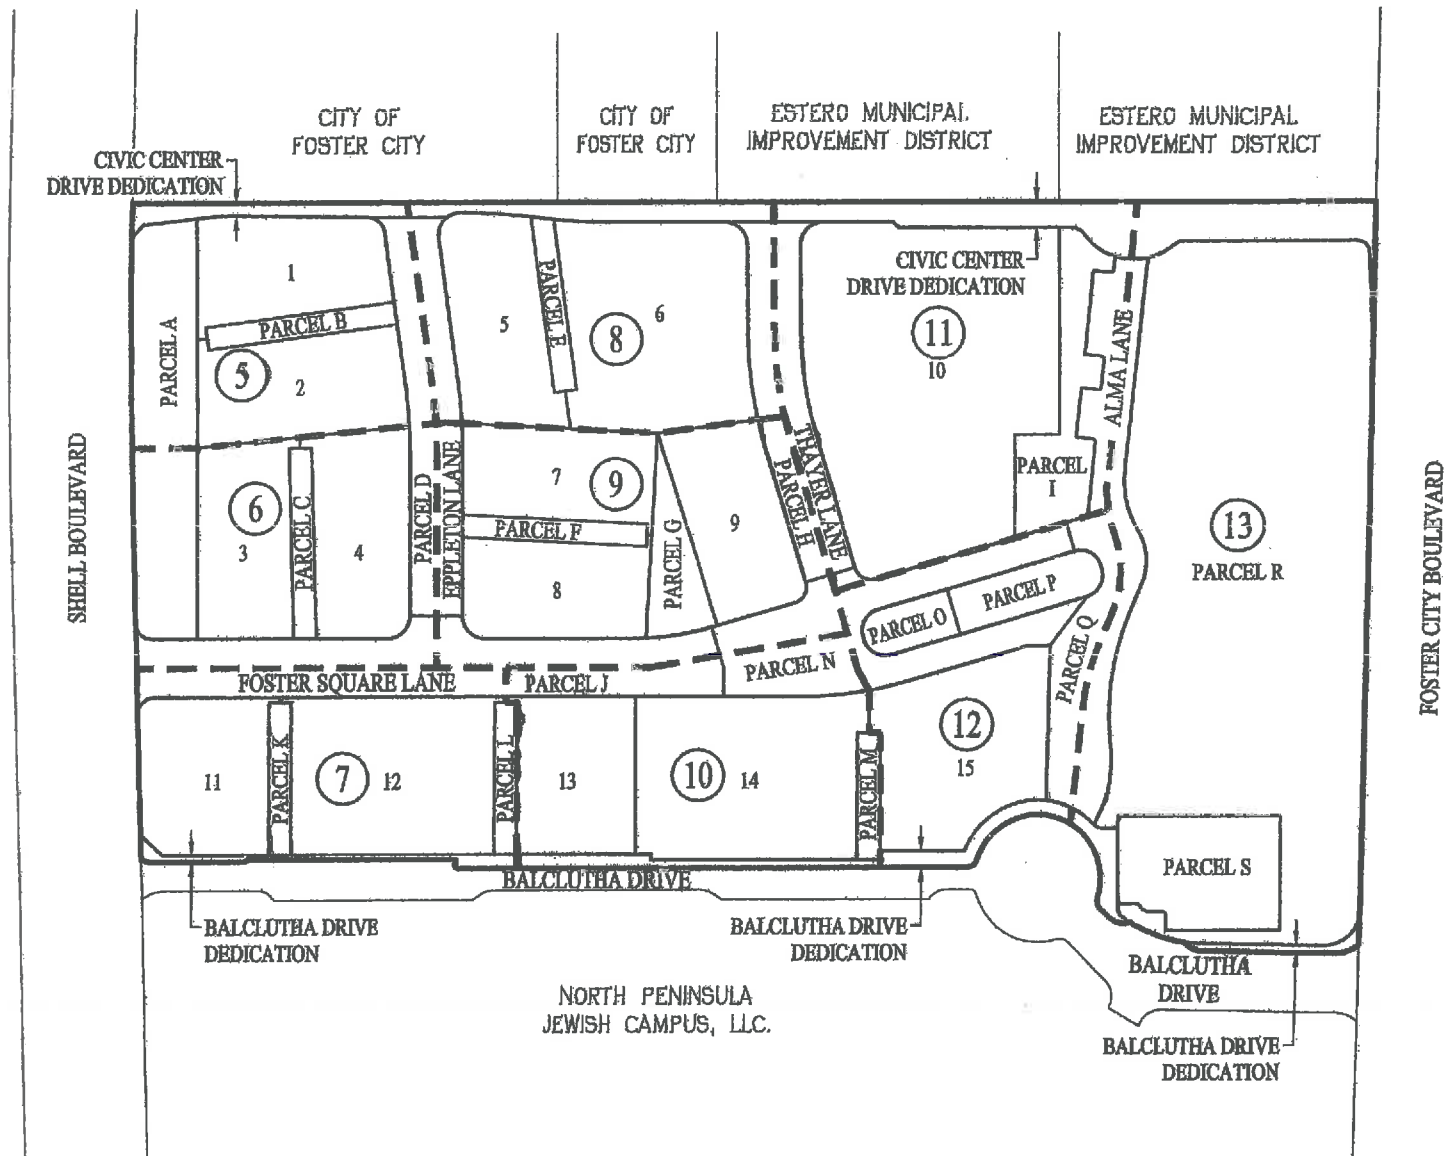 CITY OF
FOSTER CITY
CITY OF
FOSTER CITY
ESTERO MUNICIPAL
IMPROVEMENT DISTRICT
ESTERO MUNICIPAL
IMPROVEMENT DISTRICT
CIVIC CENTER
DRIVE DEDICATION
CIVIC CENTER
DRIVE DEDICATION
1
PARCEL A
PARCEL B
5
2
5
PARCEL E
6
8
11
10
ALMA LANE
SHELL BOULEVARD
6
3
PARCEL C
4
PARCEL D
EPPLETON LANE
7
9
PARCEL F
8
PARCEL G
9
THAYER LANE
PARCEL H
PARCEL
I
13
PARCEL R
FOSTER CITY BOULEVARD
PARCEL O
PARCEL P
PARCEL Q
PARCEL N
FOSTER SQUARE LANE
PARCEL J
11
PARCEL K
7
12
PARCEL L
13
10
14
PARCEL M
12
15
PARCEL S
BALCLUTHA DRIVE
BALCLUTHA DRIVE
DEDICATION
BALCLUTHA DRIVE
DEDICATION
BALCLUTHA
DRIVE
NORTH PENINSULA
JEWISH CAMPUS, LLC.
BALCLUTHA DRIVE
DEDICATION